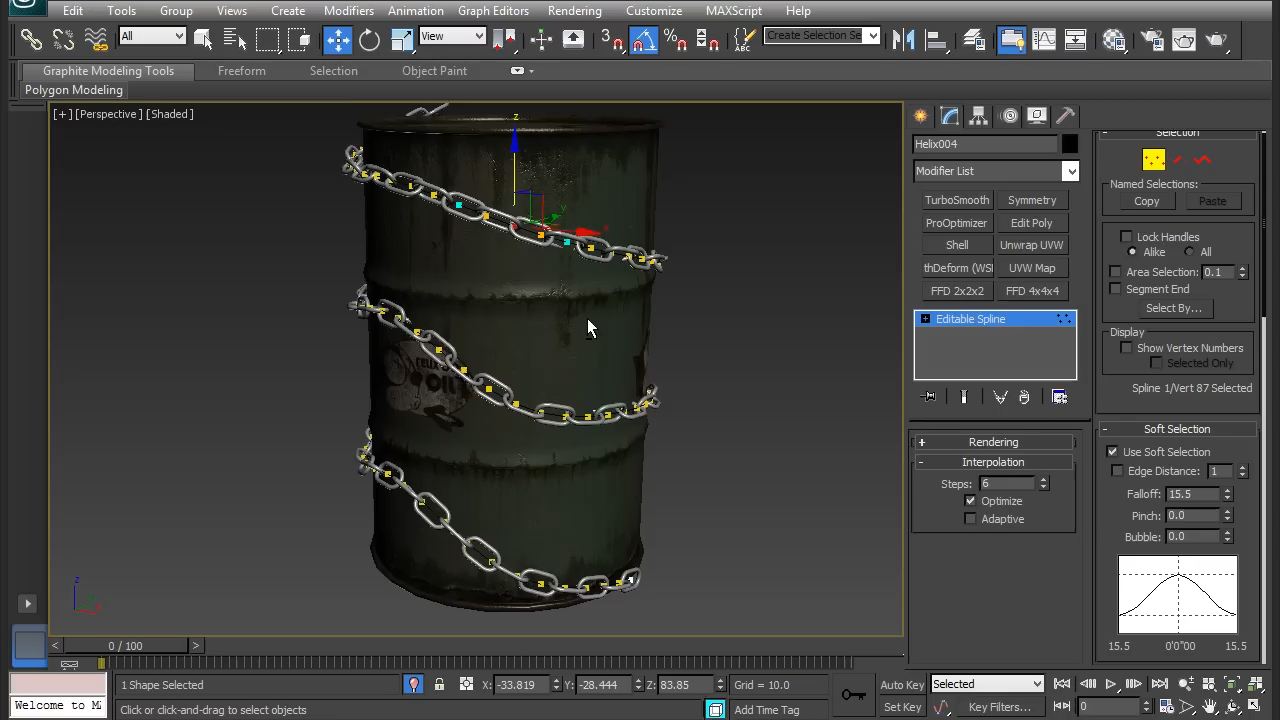 Edit Tools Group Views Create Modifiers Animation Graph Editors Rendering Customize MAXScript Help
All View 3 Create Selection Se
Graphite Modeling Tools Freeform Selection Object Paint
Polygon Modeling
[+] [Perspective] [Shaded]
z
y
x
OIL
z
x
Helix004
Modifier List
TurboSmooth Symmetry
ProOptimizer Edit Poly
Shell Unwrap UVW
thDeform (WS UVW Map
FFD 2x2x2 FFD 4x4x4
Editable Spline
+ Rendering
- Interpolation
Steps: 6
Optimize
Adaptive
- Selection
Named Selections:
Copy Paste
Lock Handles
Alike All
Area Selection: 0.1
Segment End
Select By...
Display
Show Vertex Numbers
Selected Only
Spline 1/Vert 87 Selected
- Soft Selection
Use Soft Selection
Edge Distance: 1
Falloff: 15.5
Pinch: 0.0
Bubble: 0.0
15.5 0'0"00 15.5
< 0 / 100 >
1 Shape Selected X: -33.819 Y: -28.444 Z: 83.85 Grid = 10.0 Auto Key Selected
Welcome to M Click or click-and-drag to select objects Add Time Tag Set Key Key Filters... 0